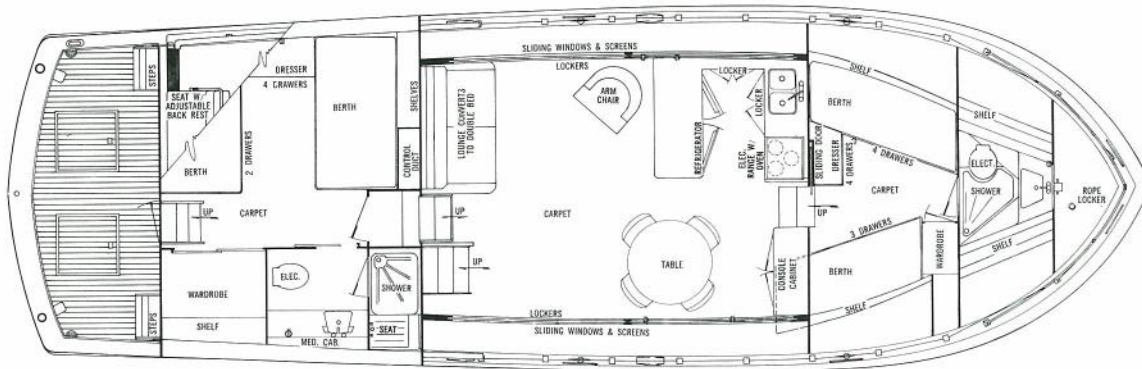 STEPS
SEAT W/
ADJUSTABLE
BACK REST
DRESSER
4 DRAWERS
2 DRAWERS
BERTH
BERTH
SHELVES
CONTROL
DUCT
UP
CARPET
WARDROBE
SHELF
ELEC.
MED. CAB.
SHOWER
SEAT
STEPS
SLIDING WINDOWS & SCREENS
LOCKERS
LOUNGE CONVERTS
TO DOUBLE BED
ARM
CHAIR
LOCKER
LOCKER
REFRIGERATOR
ELEC.
RANGE W/
OVEN
UP
UP
CARPET
TABLE
CONSOLE
CABINET
LOCKERS
SLIDING WINDOWS & SCREENS
SLIDING DOOR
DRESSER
4 DRAWERS
SHELF
BERTH
4 DRAWERS
CARPET
UP
3 DRAWERS
BERTH
SHELF
WARDROBE
SHELF
ELECT.
SHOWER
SHELF
ROPE
LOCKER